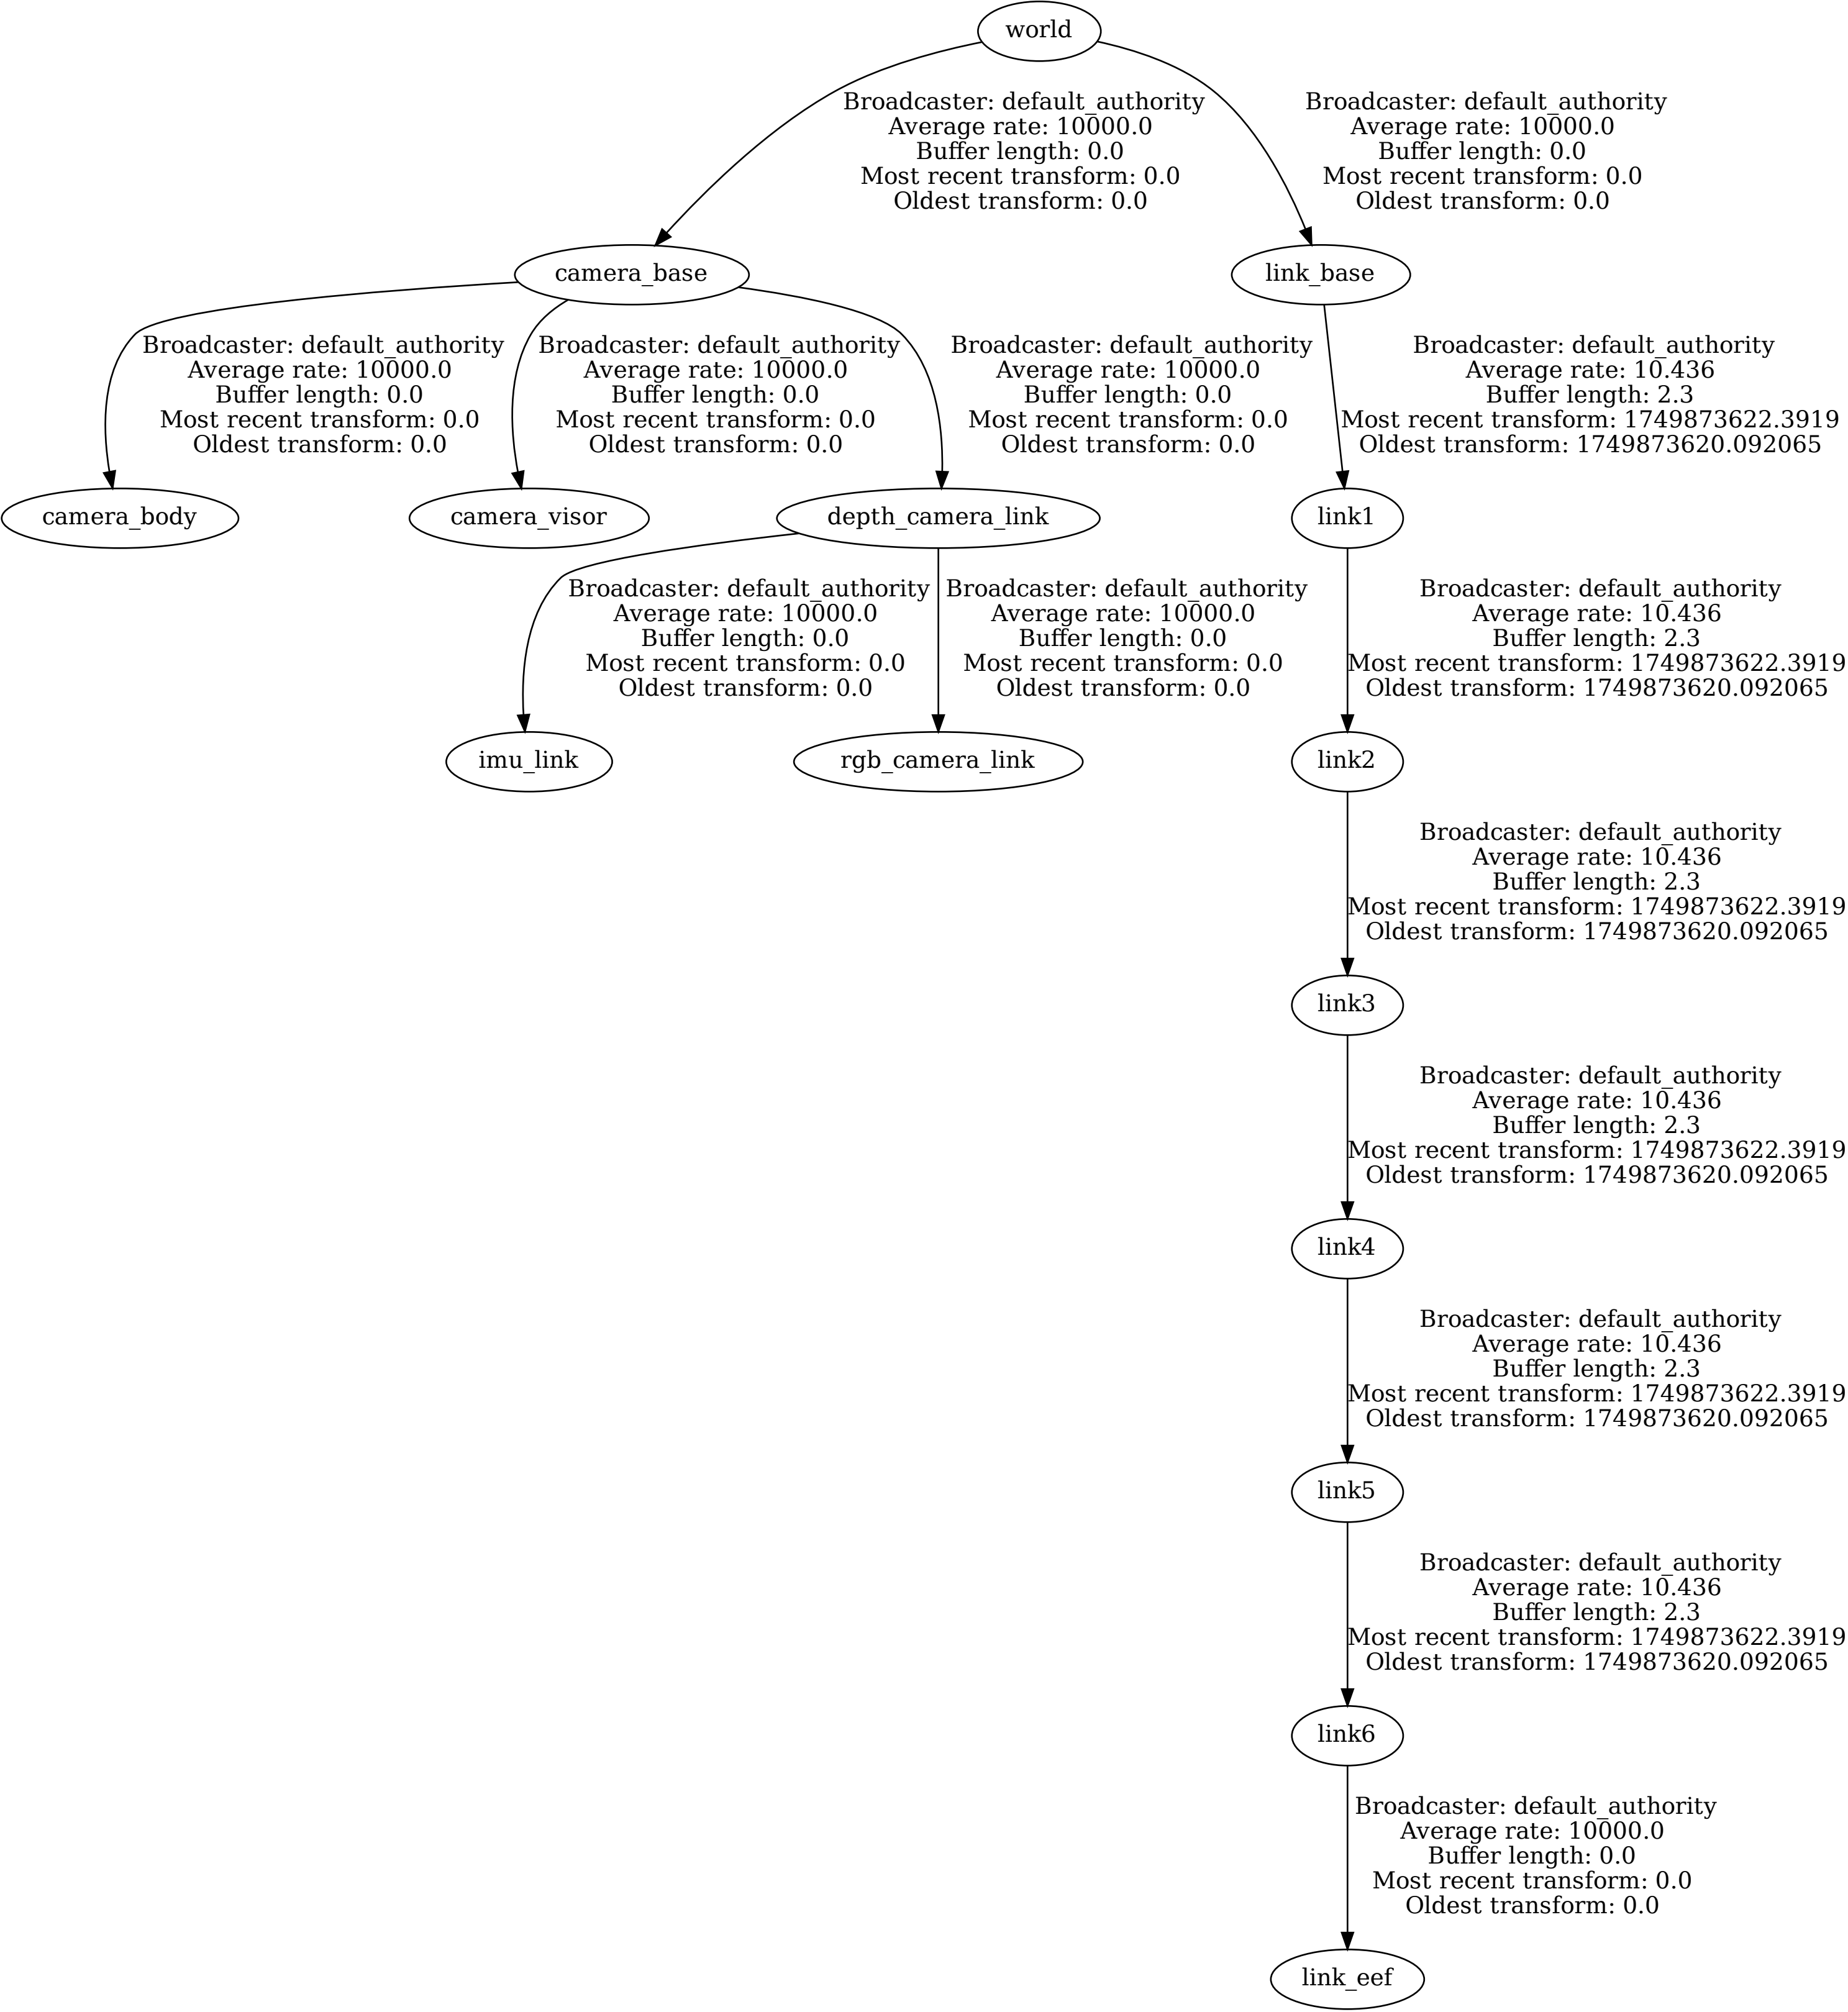 world
Broadcaster: default_authority
Average rate: 10000.0
Buffer length: 0.0
Most recent transform: 0.0
Oldest transform: 0.0
Broadcaster: default_authority
Average rate: 10000.0
Buffer length: 0.0
Most recent transform: 0.0
Oldest transform: 0.0
camera_base
link_base
Broadcaster: default_authority
Average rate: 10000.0
Buffer length: 0.0
Most recent transform: 0.0
Oldest transform: 0.0
Broadcaster: default_authority
Average rate: 10000.0
Buffer length: 0.0
Most recent transform: 0.0
Oldest transform: 0.0
Broadcaster: default_authority
Average rate: 10000.0
Buffer length: 0.0
Most recent transform: 0.0
Oldest transform: 0.0
Broadcaster: default_authority
Average rate: 10.436
Buffer length: 2.3
Most recent transform: 1749873622.3919
Oldest transform: 1749873620.092065
camera_body
camera_visor
depth_camera_link
link1
Broadcaster: default_authority
Average rate: 10000.0
Buffer length: 0.0
Most recent transform: 0.0
Oldest transform: 0.0
Broadcaster: default_authority
Average rate: 10000.0
Buffer length: 0.0
Most recent transform: 0.0
Oldest transform: 0.0
Broadcaster: default_authority
Average rate: 10.436
Buffer length: 2.3
Most recent transform: 1749873622.3919
Oldest transform: 1749873620.092065
imu_link
rgb_camera_link
link2
Broadcaster: default_authority
Average rate: 10.436
Buffer length: 2.3
Most recent transform: 1749873622.3919
Oldest transform: 1749873620.092065
link3
Broadcaster: default_authority
Average rate: 10.436
Buffer length: 2.3
Most recent transform: 1749873622.3919
Oldest transform: 1749873620.092065
link4
Broadcaster: default_authority
Average rate: 10.436
Buffer length: 2.3
Most recent transform: 1749873622.3919
Oldest transform: 1749873620.092065
link5
Broadcaster: default_authority
Average rate: 10.436
Buffer length: 2.3
Most recent transform: 1749873622.3919
Oldest transform: 1749873620.092065
link6
Broadcaster: default_authority
Average rate: 10000.0
Buffer length: 0.0
Most recent transform: 0.0
Oldest transform: 0.0
link_eef